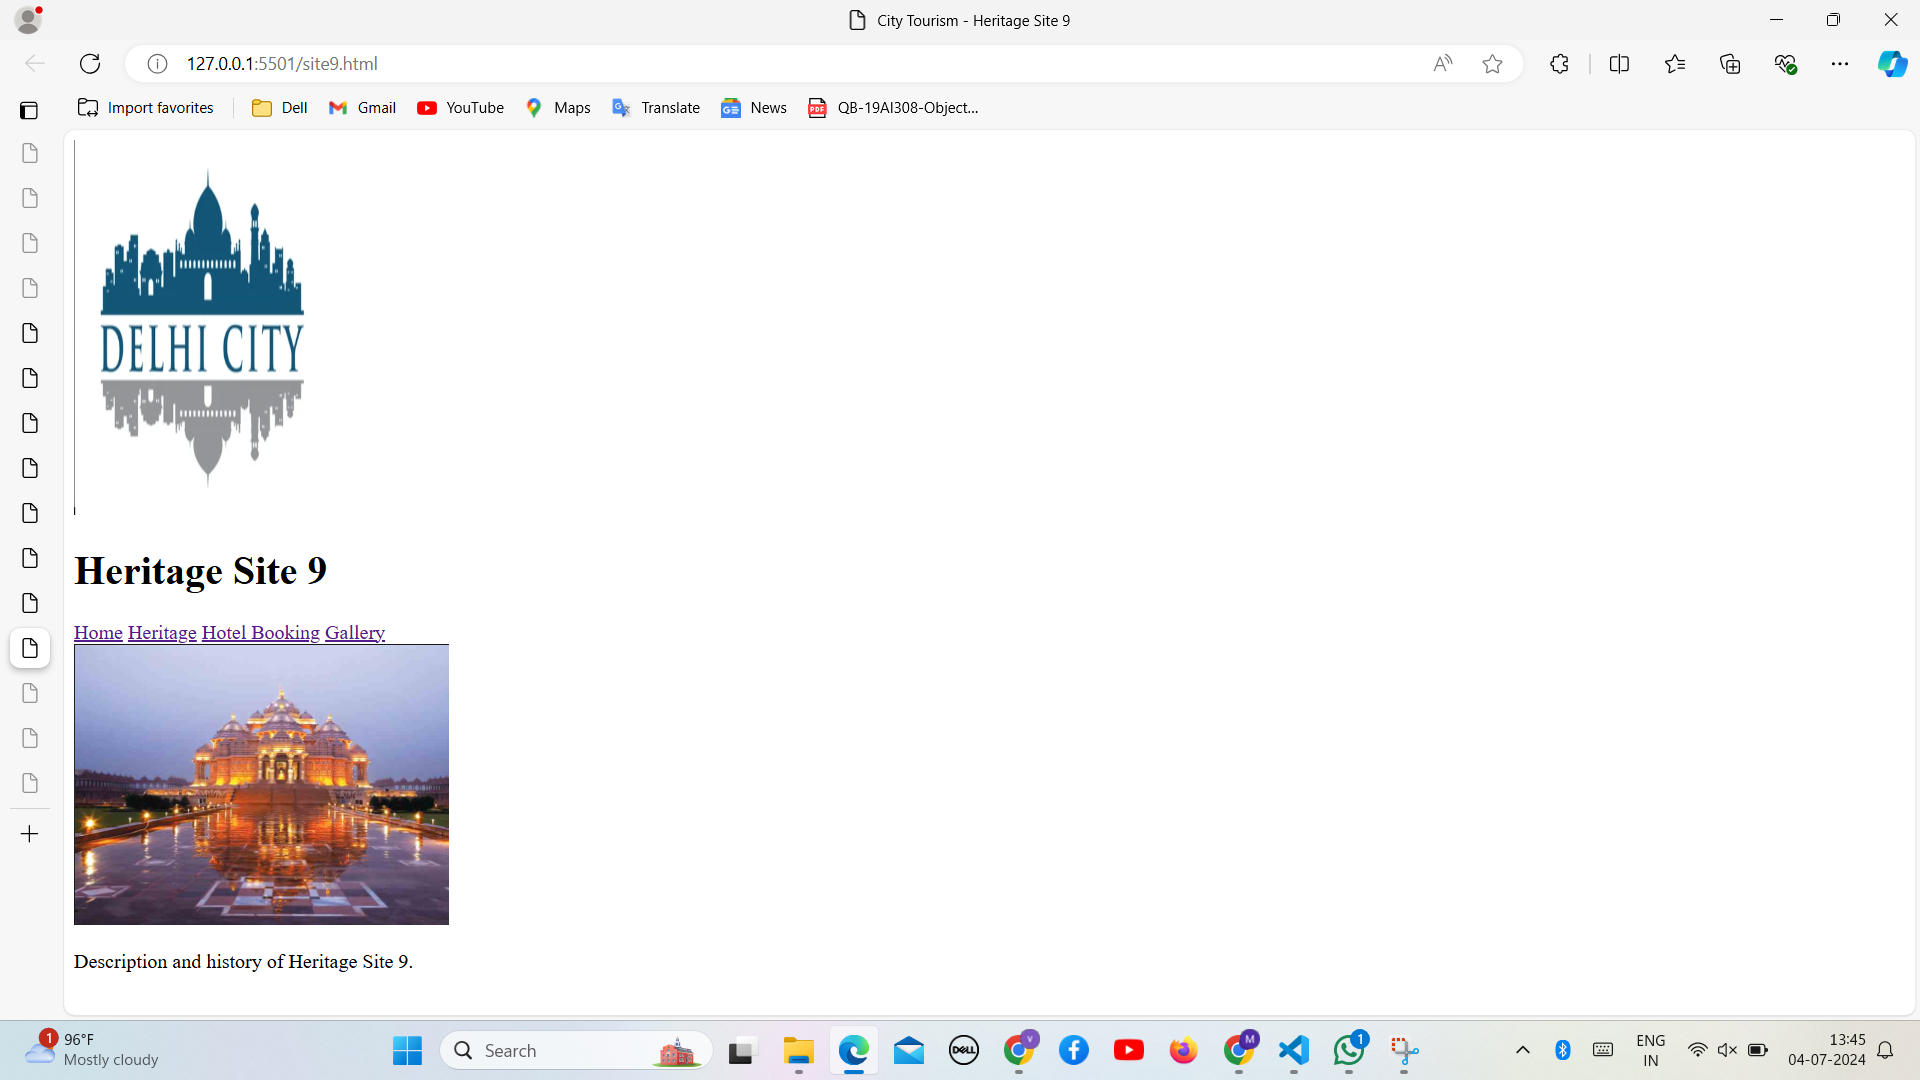 City Tourism - Heritage Site 9
127.0.0.1:5501/site9.html
Import favorites Dell Gmail YouTube Maps Translate News QB-19AI308-Object...
DELHI CITY
Heritage Site 9
Home Heritage Hotel Booking Gallery
Description and history of Heritage Site 9.
1 96°F
Mostly cloudy
Search
DELL
V
M
1
ENG
IN
13:45
04-07-2024